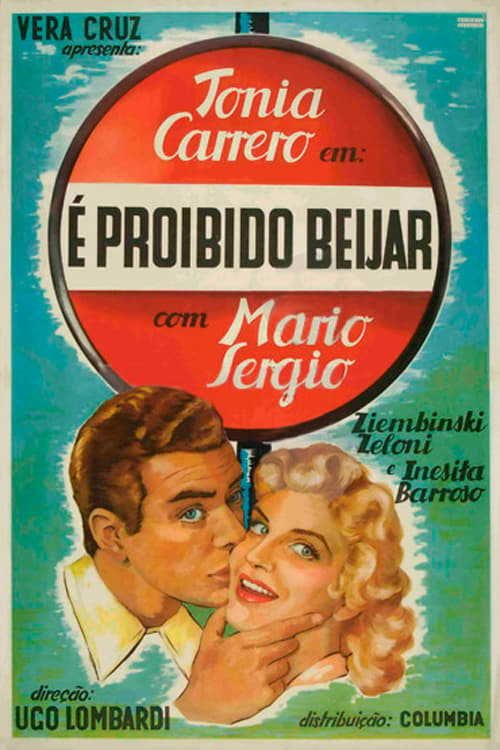 VERA CRUZ
apresenta:
Tonia
Carrero em:
É PROIBIDO BEIJAR
com Mario
Sergio
Ziembinski
Zeloni
e Inesita
Barroso
direção:
UGO LOMBARDI
distribuição: COLUMBIA